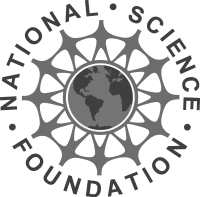 NATIONAL • SCIENCE
• FOUNDATION •